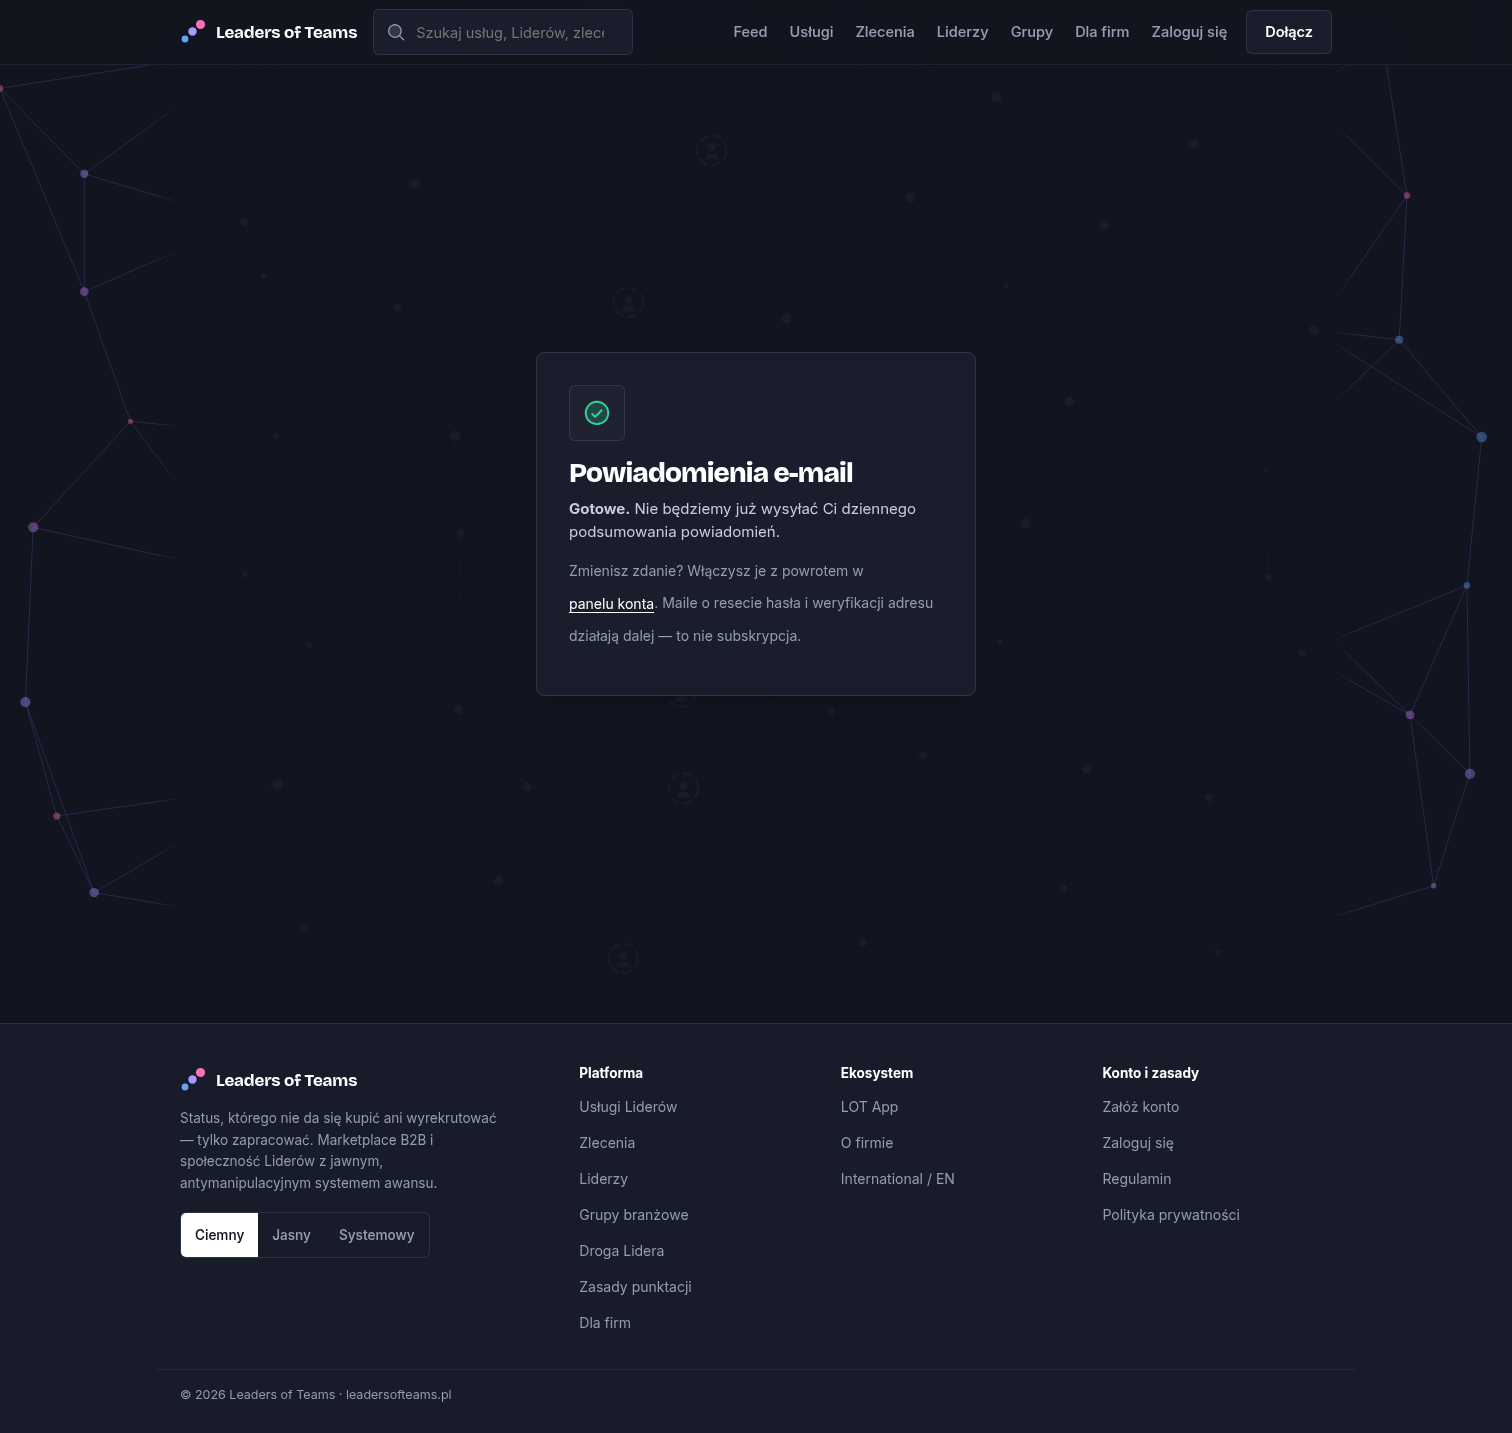 Leaders of Teams
Szukaj usług, Liderów, zlec
Feed
Usługi
Zlecenia
Liderzy
Grupy
Dla firm
Zaloguj się
Dołącz
Powiadomienia e-mail
Gotowe. Nie będziemy już wysyłać Ci dziennego
podsumowania powiadomień.
Zmienisz zdanie? Włączysz je z powrotem w
panelu konta. Maile o resecie hasła i weryfikacji adresu
działają dalej — to nie subskrypcja.
Leaders of Teams
Status, którego nie da się kupić ani wyrekrutować
— tylko zapracować. Marketplace B2B i
społeczność Liderów z jawnym,
antymanipulacyjnym systemem awansu.
Ciemny
Jasny
Systemowy
Platforma
Usługi Liderów
Zlecenia
Liderzy
Grupy branżowe
Droga Lidera
Zasady punktacji
Dla firm
Ekosystem
LOT App
O firmie
International / EN
Konto i zasady
Załóż konto
Zaloguj się
Regulamin
Polityka prywatności
© 2026 Leaders of Teams · leadersofteams.pl